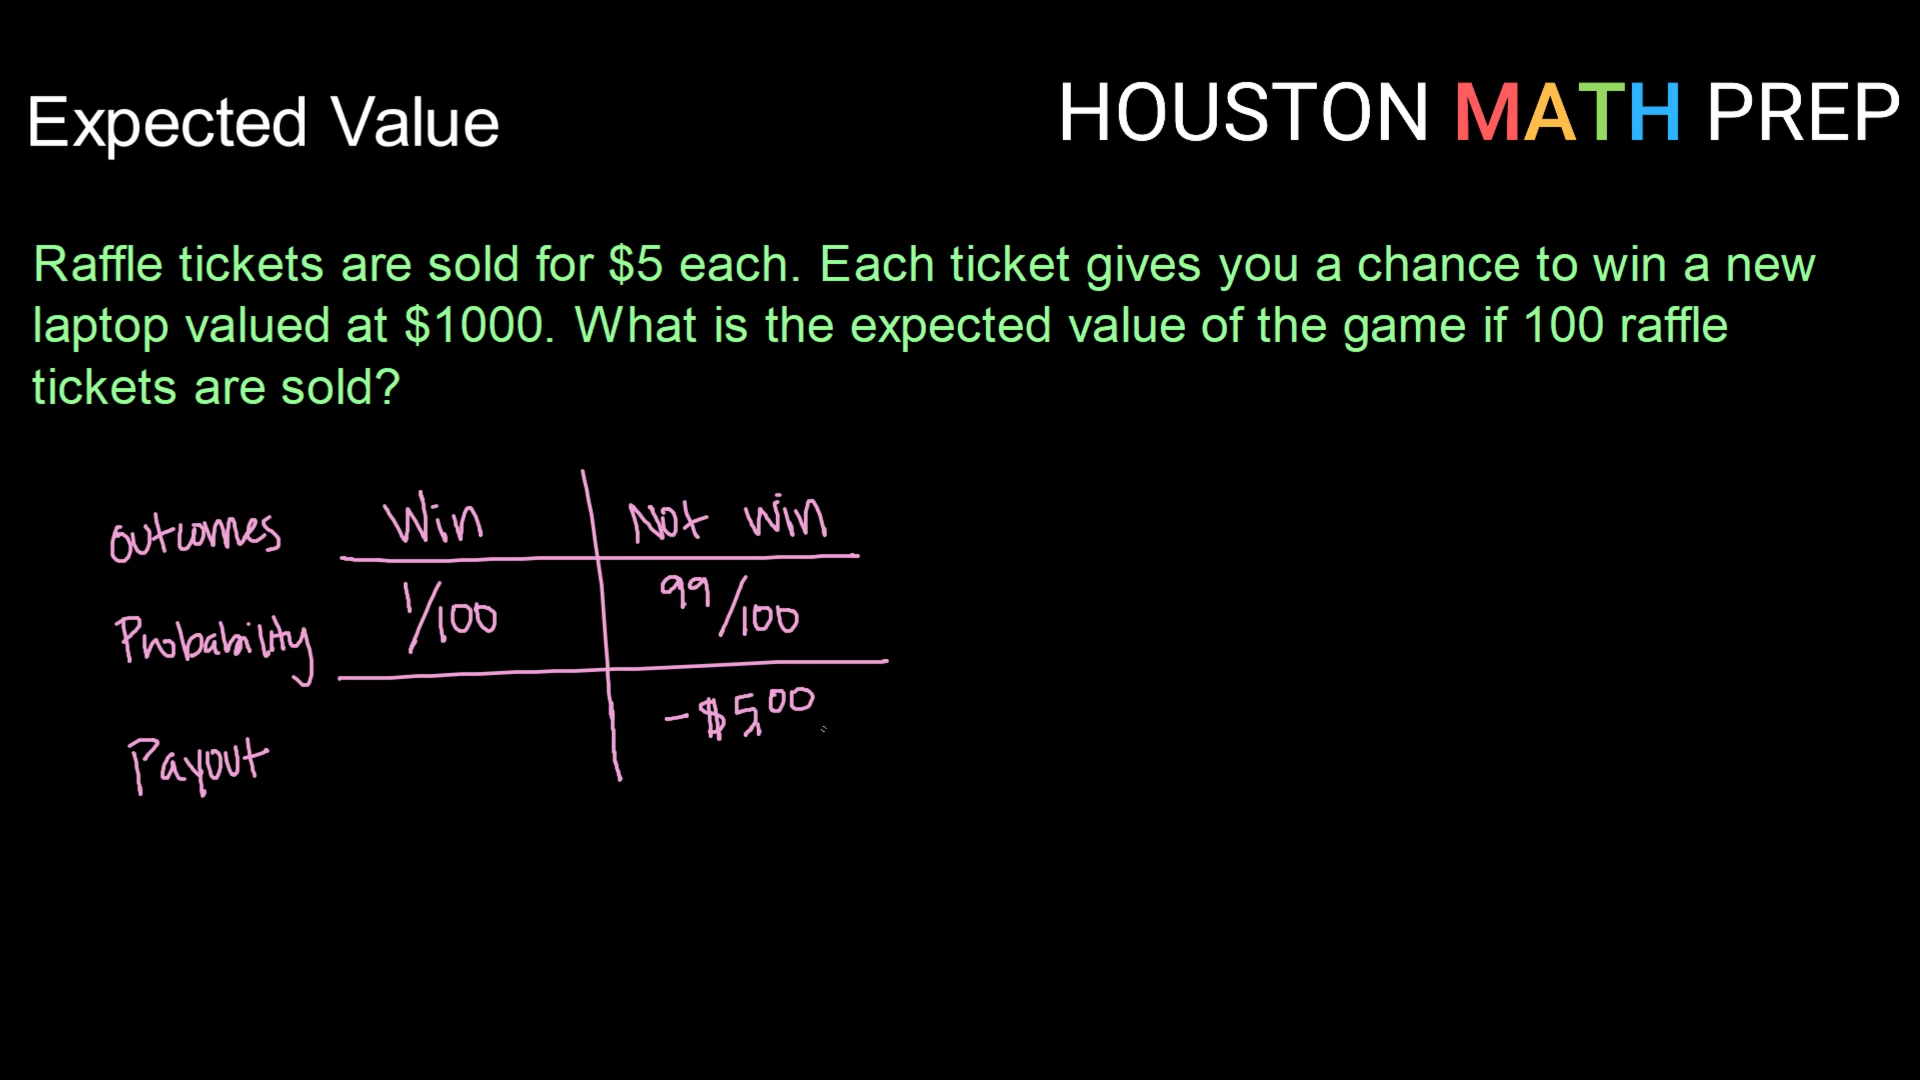 Expected Value
HOUSTON MATH PREP
Raffle tickets are sold for $5 each. Each ticket gives you a chance to win a new
laptop valued at $1000. What is the expected value of the game if 100 raffle
tickets are sold?
outcomes Win Not win
Probability 1/100 99/100
Payout -$5.00